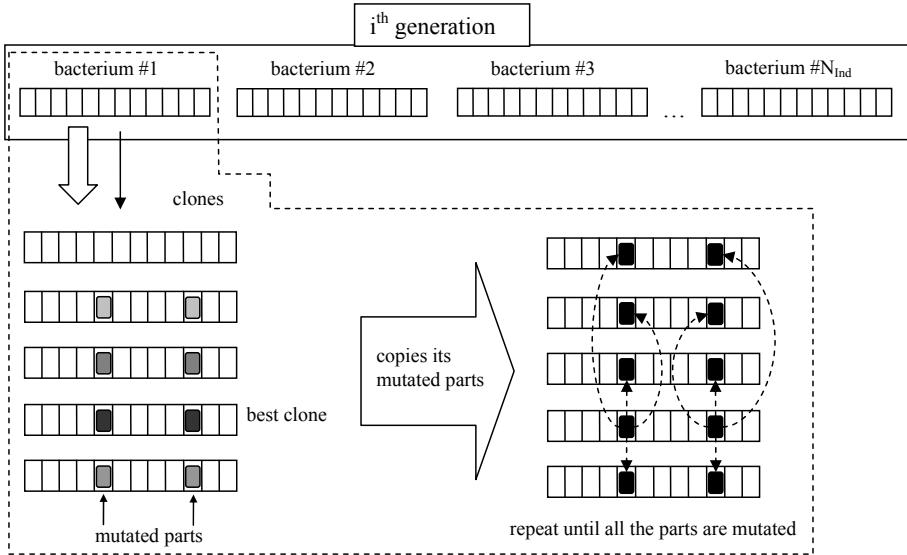 iᵗʰ generation
bacterium #1
bacterium #2
bacterium #3
bacterium #N_Ind
...
clones
best clone
mutated parts
copies its
mutated parts
repeat until all the parts are mutated